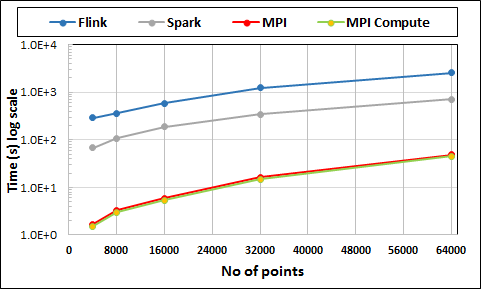 Flink Spark MPI MPI Compute
1.0E+4
1.0E+3
1.0E+2
1.0E+1
1.0E+0
Time (s) log scale
0 8000 16000 24000 32000 40000 48000 56000 64000
No of points